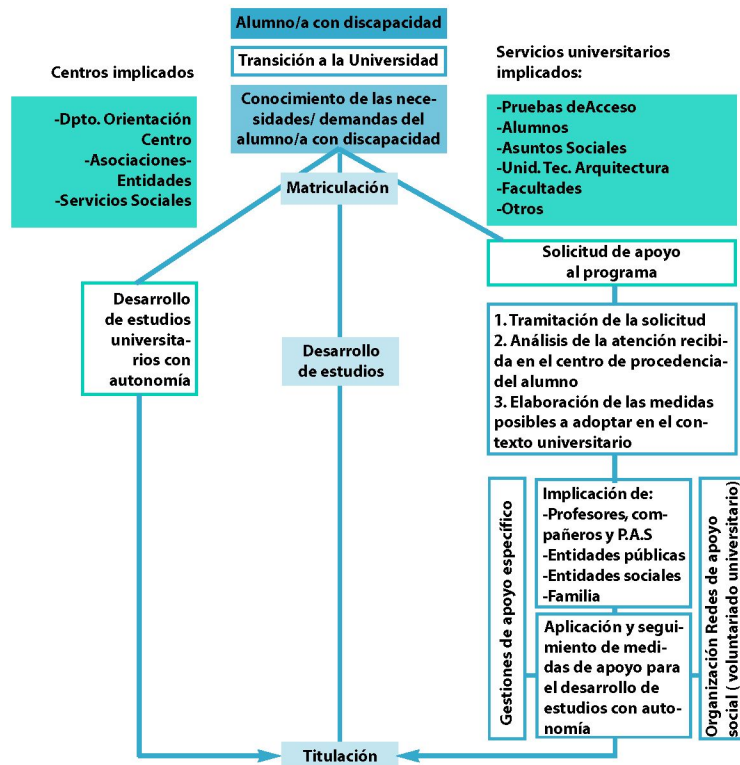 Alumno/a con discapacidad
Transición a la Universidad
Centros implicados
Servicios universitarios
implicados:
Conocimiento de las nece-
sidades/ demandas del
alumno/a con discapacidad
-Dpto. Orientación
Centro
-Asociaciones-
Entidades
-Servicios Sociales
-Pruebas deAcceso
-Alumnos
-Asuntos Sociales
-Unid. Tec. Arquitectura
-Facultades
-Otros
Matriculación
Solicitud de apoyo
al programa
Desarrollo
de estudios
universita-
rios con
autonomía
Desarrollo
de estudios
1. Tramitación de la solicitud
2. Análisis de la atención recibi-
da en el centro de procedencia-
del alumno
3. Elaboración de las medidas
posibles a adoptar en el con-
texto universitario
Gestiones de apoyo específico
Implicación de:
-Profesores, com-
pañeros y P.A.S
-Entidades públicas
-Entidades sociales
-Familia
Aplicación y segui-
miento de medi-
das de apoyo para
el desarrollo de
estudios con auto-
nomía
Organización Redes de apoyo
social ( voluntariado universitario)
Titulación